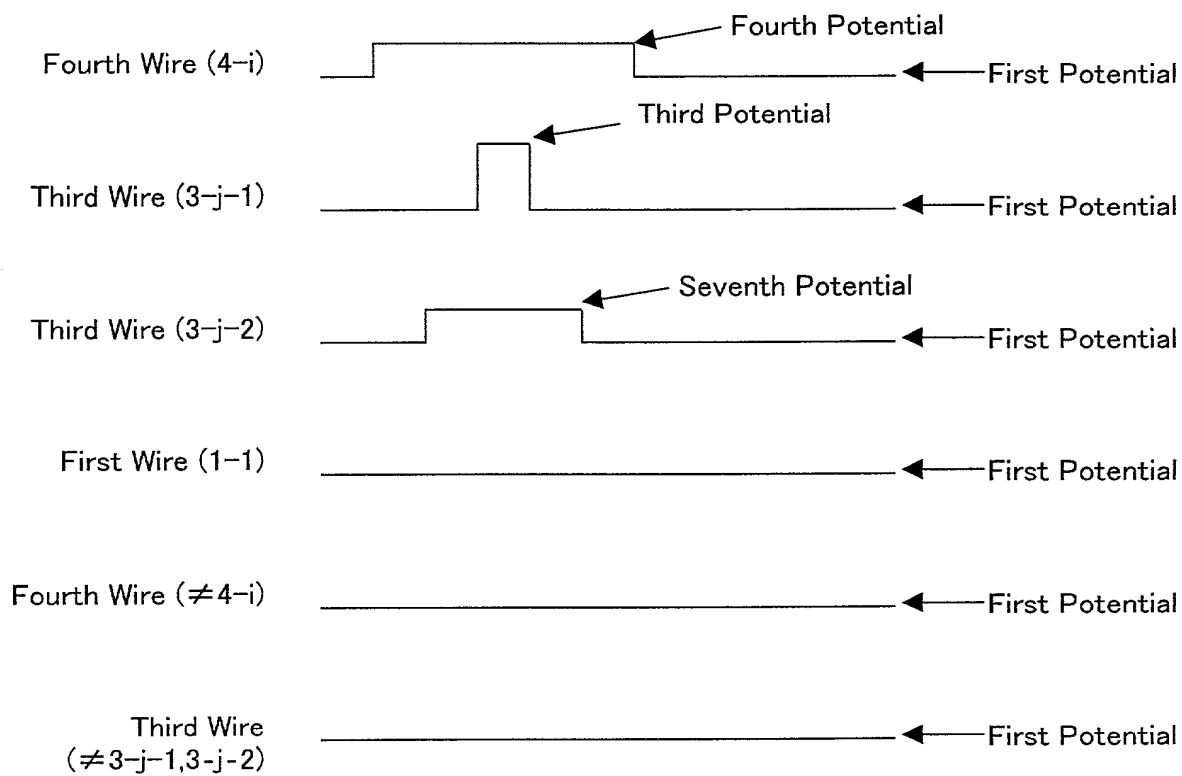 Fourth Potential
Fourth Wire (4-i)
First Potential
Third Potential
Third Wire (3-j-1)
First Potential
Seventh Potential
Third Wire (3-j-2)
First Potential
First Wire (1-1)
First Potential
Fourth Wire (≠4-i)
First Potential
Third Wire
(≠3-j-1,3-j-2)
First Potential